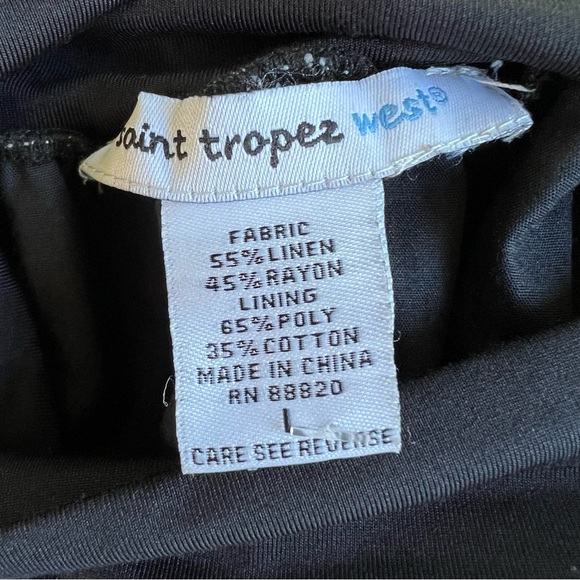 saint tropez west®
FABRIC
55% LINEN
45% RAYON
LINING
65% POLY
35% COTTON
MADE IN CHINA
RN 88820
L
CARE SEE REVERSE